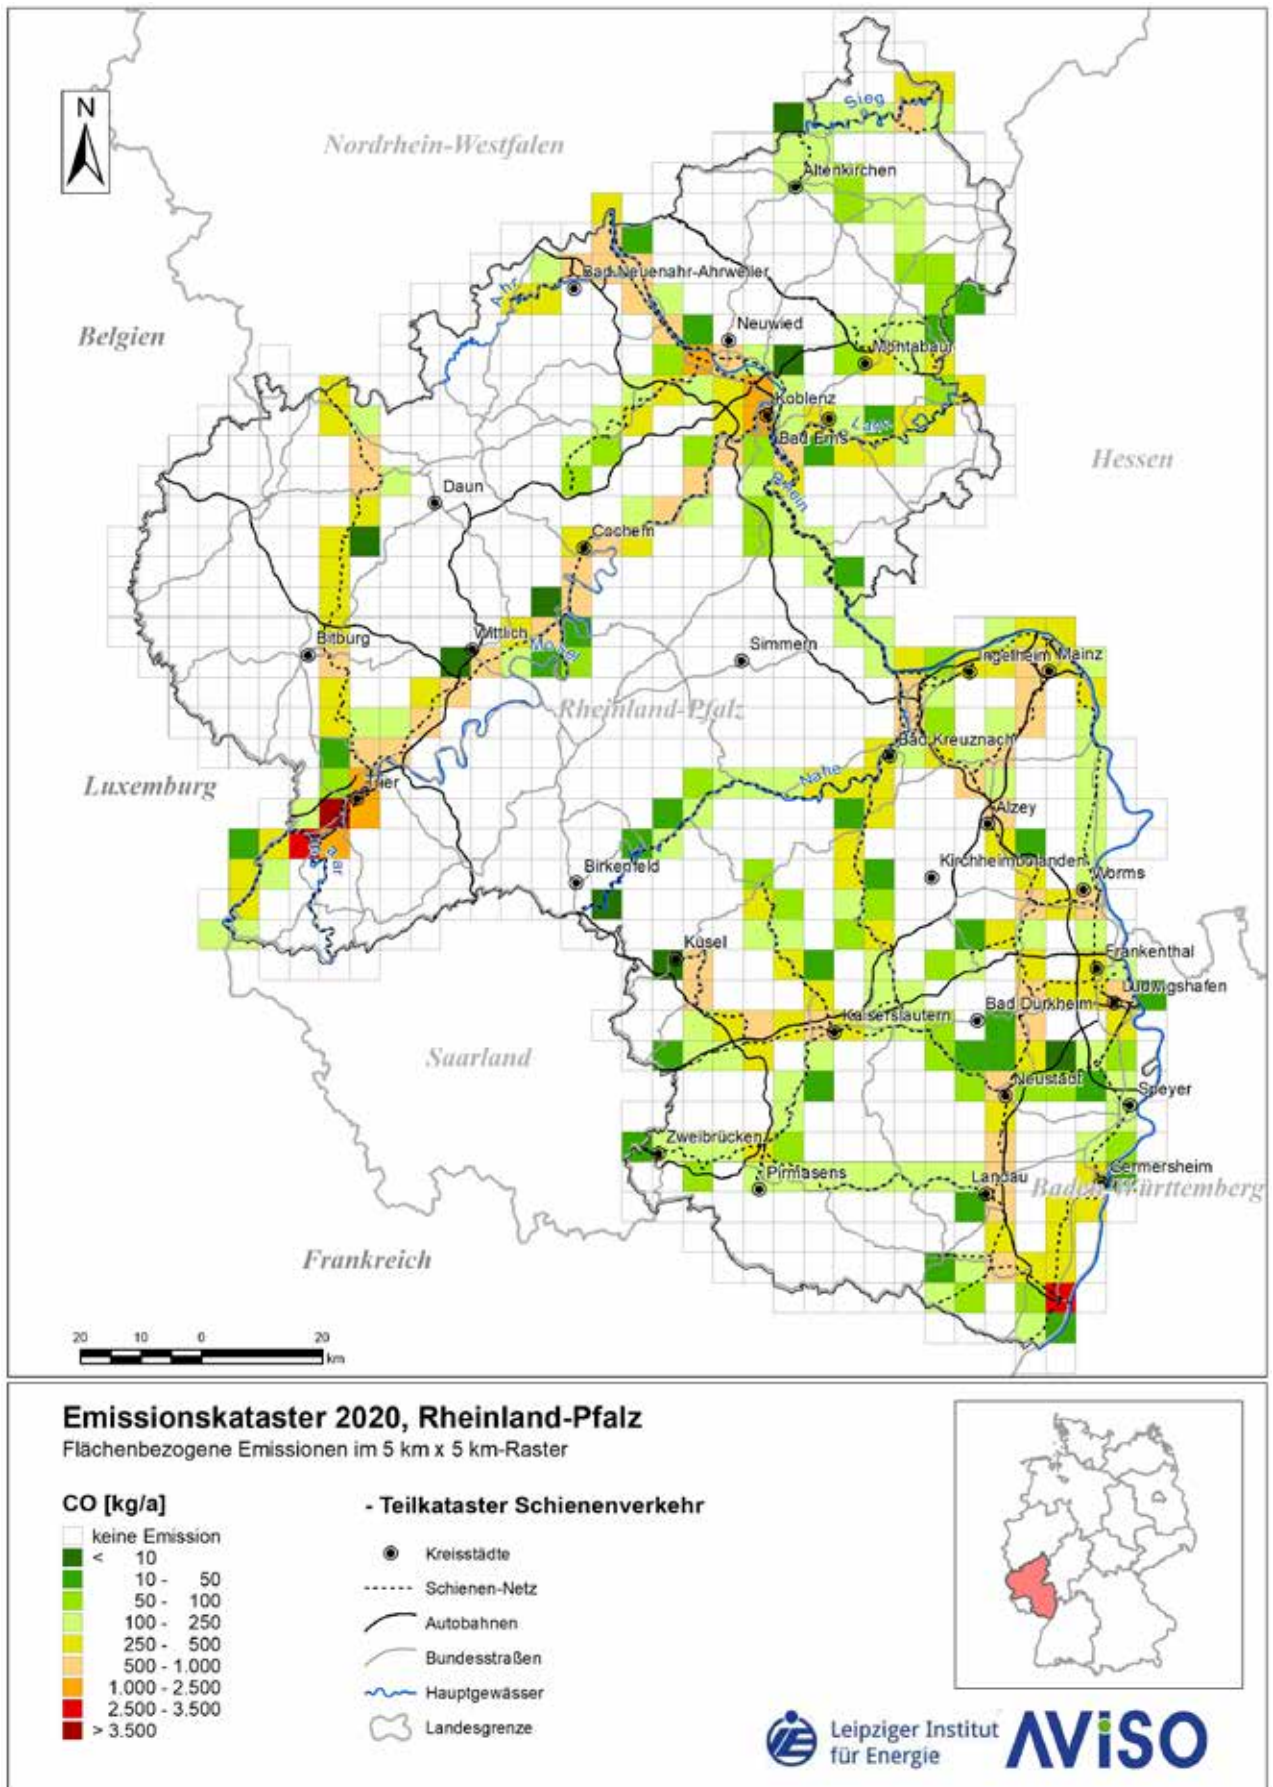 N
Nordrhein-Westfalen
Sieg
Altenkirchen
Bad Neuenahr-Ahrweiler
Ahr
Belgien
Neuwied
Montabaur
Koblenz
Lahn
Bad Ems
Hessen
Daun
Rhein
Cochem
Bitburg
Wittlich
Mosel
Simmern
Ingelheim
Mainz
Rheinland-Pfalz
Bad Kreuznach
Luxemburg
Trier
Nahe
Alzey
Saar
Birkenfeld
Kirchheimbolanden
Worms
Kusel
Frankenthal
Ludwigshafen
Kaiserslautern
Bad Dürkheim
Saarland
Neustadt
Speyer
Zweibrücken
Pirmasens
Landau
Germersheim
Baden-Württemberg
Frankreich
20 10 0 20
km
Emissionskataster 2020, Rheinland-Pfalz
Flächenbezogene Emissionen im 5 km x 5 km-Raster
CO [kg/a]
keine Emission
< 10
10 - 50
50 - 100
100 - 250
250 - 500
500 - 1.000
1.000 - 2.500
2.500 - 3.500
> 3.500
- Teilkataster Schienenverkehr
Kreisstädte
Schienen-Netz
Autobahnen
Bundesstraßen
Hauptgewässer
Landesgrenze
Leipziger Institut
für Energie
AViSO